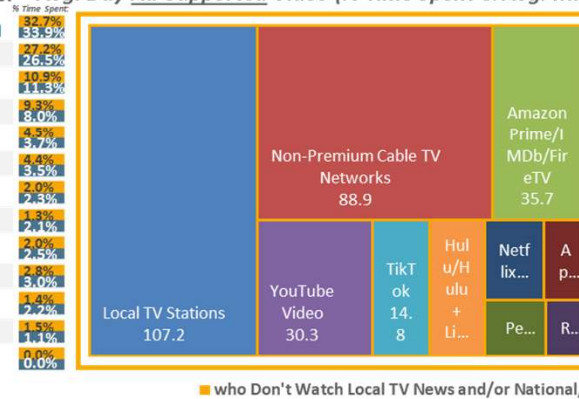 % Time Spent:
32.7%
33.9%
27.2%
26.5%
10.9%
11.3%
9.3%
8.0%
4.5%
3.7%
4.4%
3.5%
2.0%
2.3%
1.3%
2.1%
2.0%
2.5%
2.8%
3.0%
1.4%
2.2%
1.5%
1.1%
0.0%
0.0%
Local TV Stations
107.2
Non-Premium Cable TV
Networks
88.9
Amazon
Prime/I
MDb/Fir
eTV
35.7
YouTube
Video
30.3
TikT
ok
14.
8
Hul
u/H
ulu
+
Li...
Netf
lix...
A
p...
Pe...
R...
who Don't Watch Local TV News and/or National,